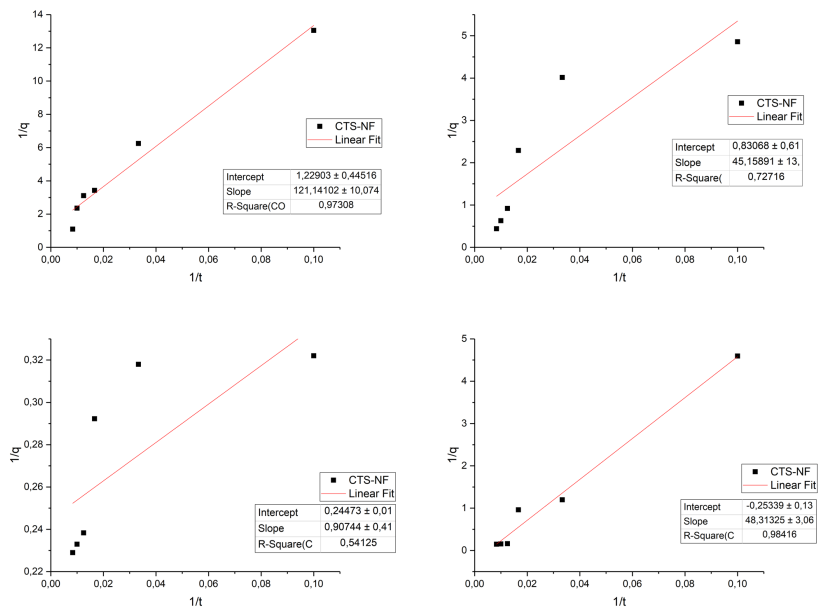 14
12
10
8
6
4
2
0
1/q
0,00
0,02
0,04
0,06
0,08
0,10
1/t
CTS-NF
Linear Fit
Intercept 1,22903 ± 0,44516
Slope 121,14102 ± 10,074
R-Square(CO 0,97308
5
4
3
2
1
0
1/q
0,00
0,02
0,04
0,06
0,08
0,10
1/t
CTS-NF
Linear Fit
Intercept 0,83068 ± 0,61
Slope 45,15891 ± 13,
R-Square( 0,72716
0,32
0,30
0,28
0,26
0,24
0,22
1/q
0,00
0,02
0,04
0,06
0,08
0,10
1/t
CTS-NF
Linear Fit
Intercept 0,24473 ± 0,01
Slope 0,90744 ± 0,41
R-Square(C 0,54125
5
4
3
2
1
0
1/q
0,00
0,02
0,04
0,06
0,08
0,10
1/t
CTS-NF
Linear Fit
Intercept -0,25339 ± 0,13
Slope 48,31325 ± 3,06
R-Square(C 0,98416